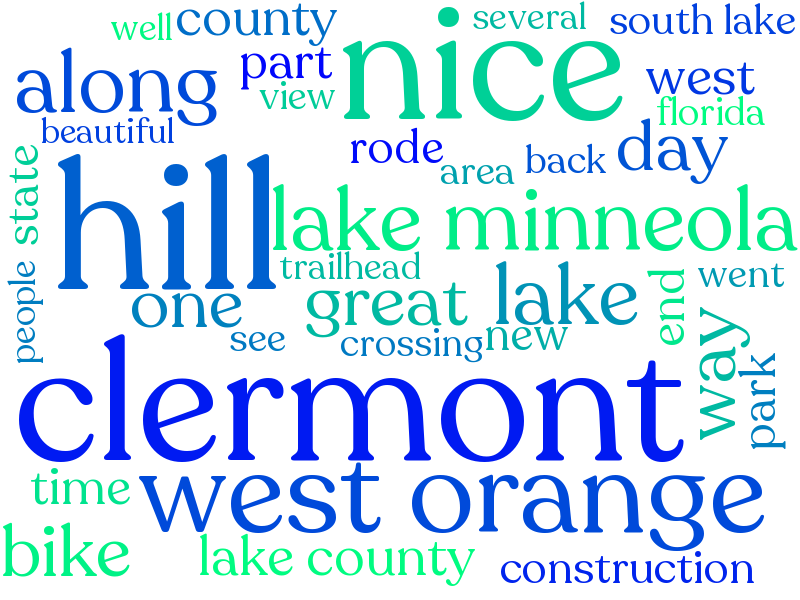 well
county
several
south lake
along
part
view
nice
west
florida
beautiful
rode
area
back
day
state
hill
lake minneola
trailhead
people
one
great
lake
end
went
see
crossing
new
way
park
clermont
time
west orange
bike
lake county
construction